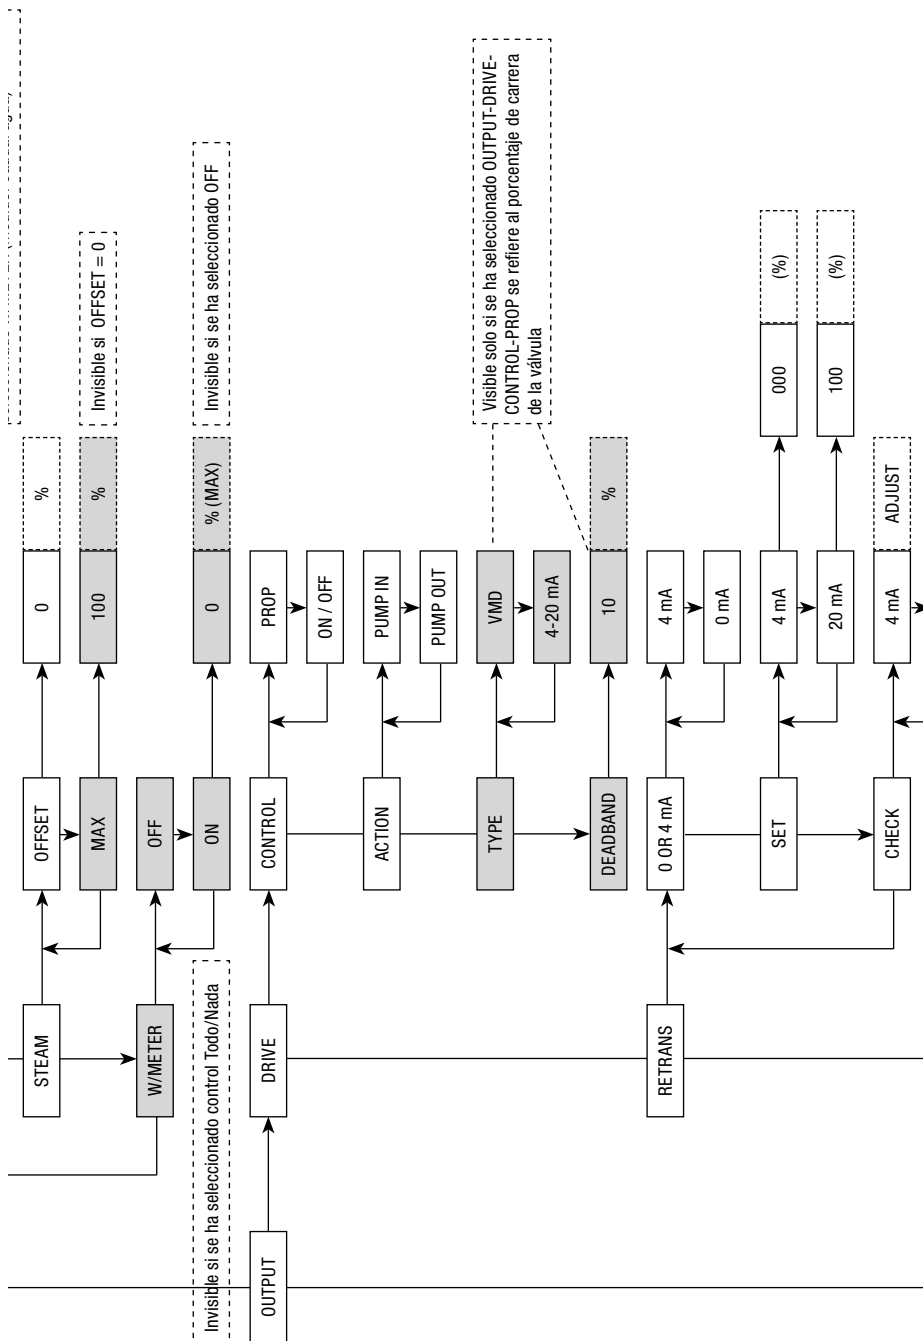 STEAM
OFFSET
0
%
MAX
100
%
Invisible si OFFSET = 0
W/METER
OFF
ON
0
% (MAX)
Invisible si se ha seleccionado OFF
Invisible si se ha seleccionado control Todo/Nada
OUTPUT
DRIVE
CONTROL
PROP
ON / OFF
ACTION
PUMP IN
PUMP OUT
TYPE
VMD
4-20 mA
Visible solo si se ha seleccionado OUTPUT-DRIVE-
CONTROL-PROP se refiere al porcentaje de carrera
de la válvula
DEADBAND
10
%
RETRANS
0 OR 4 mA
4 mA
0 mA
SET
4 mA
000
(%)
20 mA
100
(%)
CHECK
4 mA
ADJUST